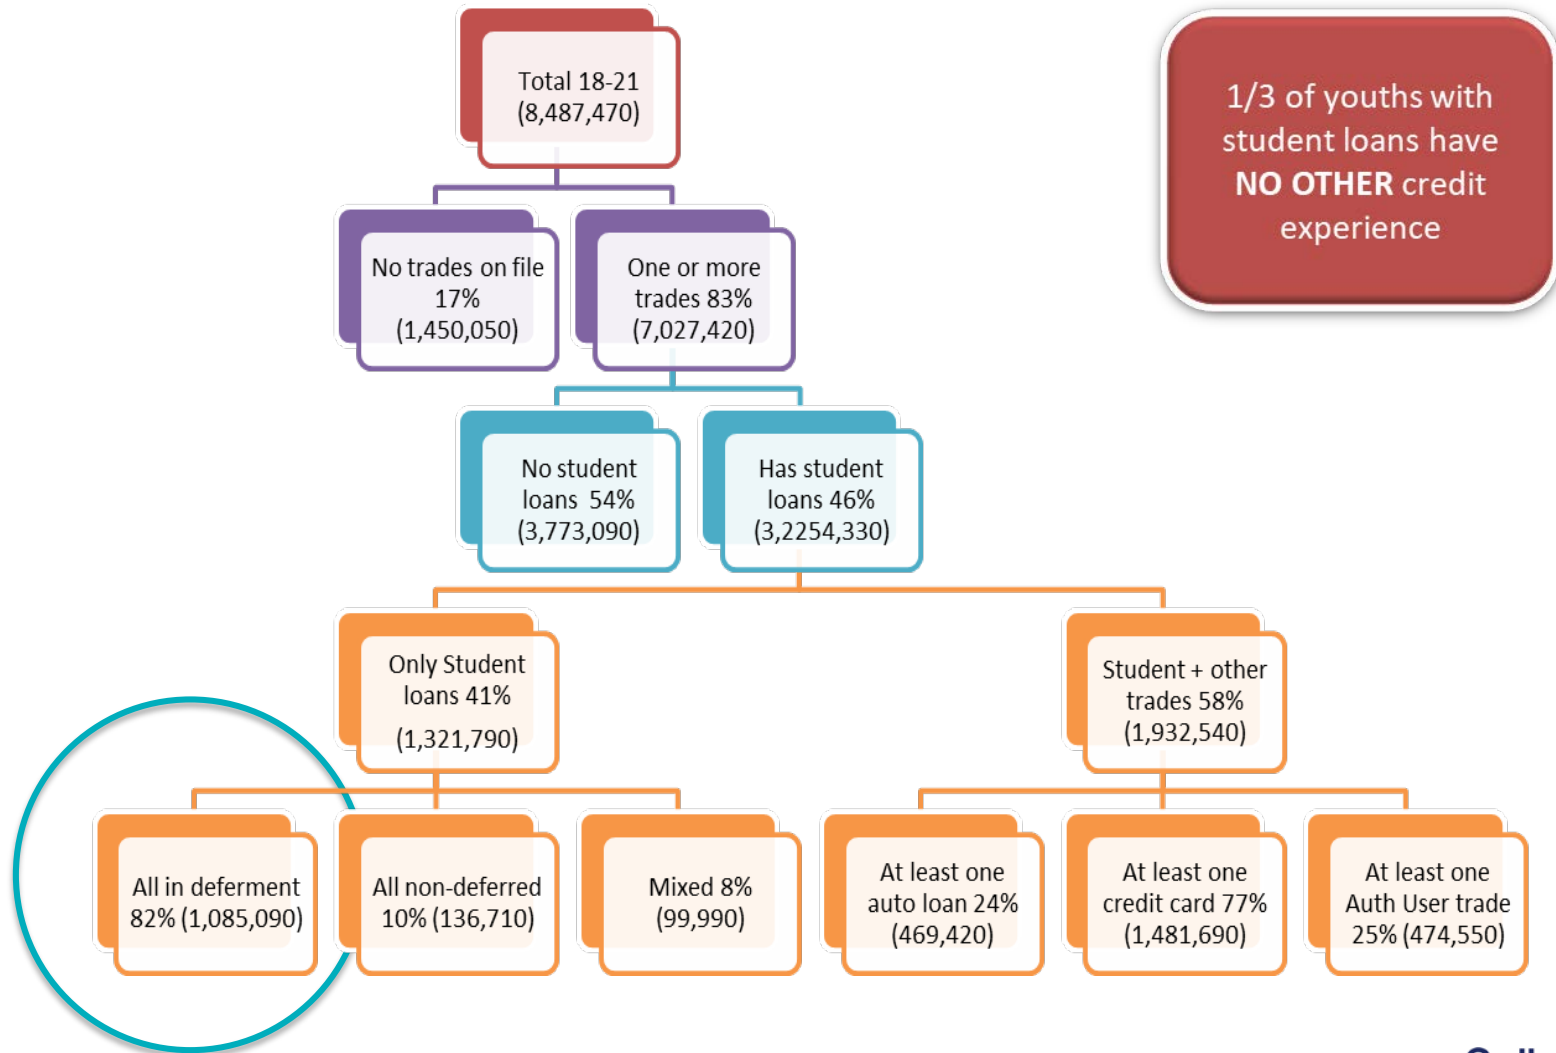 Total 18-21
(8,487,470)
1/3 of youths with
student loans have
NO OTHER credit
experience
No trades on file
17%
(1,450,050)
One or more
trades 83%
(7,027,420)
No student
loans 54%
(3,773,090)
Has student
loans 46%
(3,2254,330)
Only Student
loans 41%
(1,321,790)
Student + other
trades 58%
(1,932,540)
All in deferment
82% (1,085,090)
All non-deferred
10% (136,710)
Mixed 8%
(99,990)
At least one
auto loan 24%
(469,420)
At least one
credit card 77%
(1,481,690)
At least one
Auth User trade
25% (474,550)